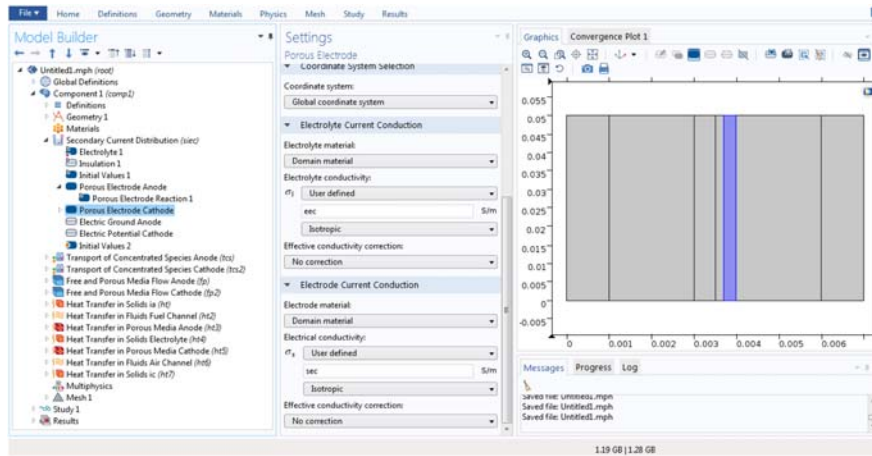 File Home Definitions Geometry Materials Physics Mesh Study Results
Model Builder
Untitled1.mph (root)
Global Definitions
Component 1 (comp1)
Definitions
Geometry 1
Materials
Secondary Current Distribution (siec)
Electrolyte 1
Insulation 1
Initial Values 1
Porous Electrode Anode
Porous Electrode Reaction 1
Porous Electrode Cathode
Electric Ground Anode
Electric Potential Cathode
Initial Values 2
Transport of Concentrated Species Anode (tcs)
Transport of Concentrated Species Cathode (tcs2)
Free and Porous Media Flow Anode (fp)
Free and Porous Media Flow Cathode (fp2)
Heat Transfer in Solids ia (ht)
Heat Transfer in Fluids Fuel Channel (ht2)
Heat Transfer in Porous Media Anode (ht3)
Heat Transfer in Solids Electrolyte (ht4)
Heat Transfer in Porous Media Cathode (ht5)
Heat Transfer in Fluids Air Channel (ht6)
Heat Transfer in Solids ic (ht7)
Multiphysics
Mesh 1
Study 1
Results
Settings
Porous Electrode
Coordinate System Selection
Coordinate system:
Global coordinate system
Electrolyte Current Conduction
Electrolyte material:
Domain material
Electrolyte conductivity:
σl User defined
eec S/m
Isotropic
Effective conductivity correction:
No correction
Electrode Current Conduction
Electrode material:
Domain material
Electrical conductivity:
σs User defined
sec S/m
Isotropic
Effective conductivity correction:
No correction
Graphics Convergence Plot 1
0.055
0.05
0.045
0.04
0.035
0.03
0.025
0.02
0.015
0.01
0.005
0
-0.005
0 0.001 0.002 0.003 0.004 0.005 0.006
Messages Progress Log
Saved file: Untitled1.mph
Saved file: Untitled1.mph
Saved file: Untitled1.mph
1.19 GB | 1.28 GB